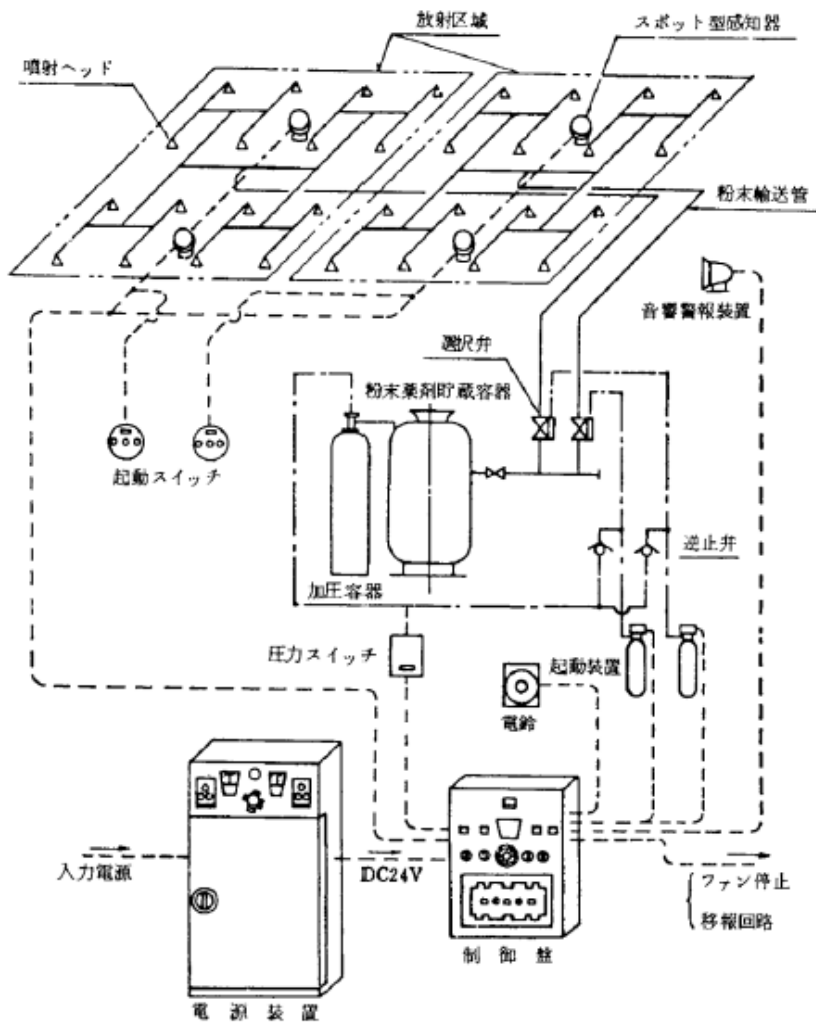 放射区域
スポット型感知器
噴射ヘッド
粉末輸送管
音響警報装置
選択弁
粉末薬剤貯蔵容器
起動スイッチ
逆止弁
加圧容器
圧力スイッチ
起動装置
電鈴
入力電源
DC24V
ファン停止
移報回路
制御盤
電源装置